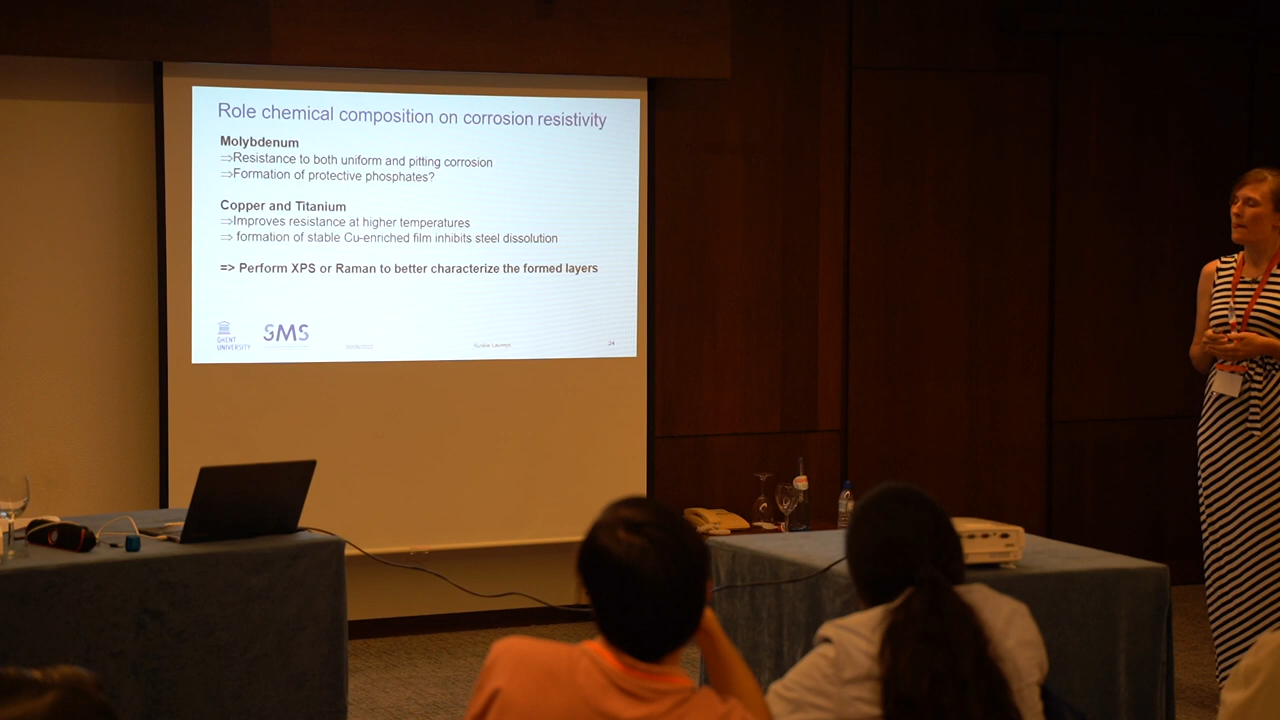 Role chemical composition on corrosion resistivity
Molybdenum
⇒Resistance to both uniform and pitting corrosion
⇒Formation of protective phosphates?
Copper and Titanium
⇒Improves resistance at higher temperatures
⇒ formation of stable Cu-enriched film inhibits steel dissolution
=> Perform XPS or Raman to better characterize the formed layers
GHENT
UNIVERSITY
SMS
24